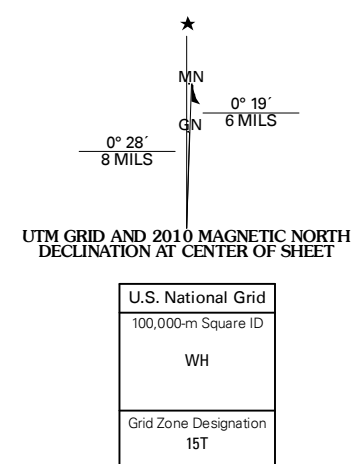 ★
MN
0° 19´
6 MILS
GN
0° 28´
8 MILS
UTM GRID AND 2010 MAGNETIC NORTH
DECLINATION AT CENTER OF SHEET
U.S. National Grid
100,000-m Square ID
WH
Grid Zone Designation
15T